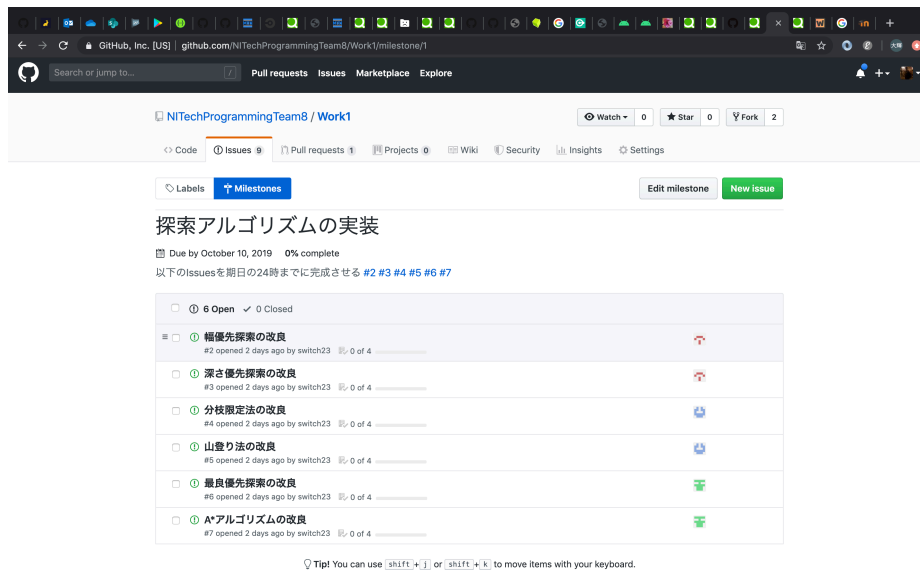 GitHub, Inc. [US] | github.com/NITechProgrammingTeam8/Work1/milestone/1
Search or jump to... / Pull requests Issues Marketplace Explore
NITechProgrammingTeam8 / Work1 Watch 0 Star 0 Fork 2
Code Issues 9 Pull requests 1 Projects 0 Wiki Security Insights Settings
Labels Milestones Edit milestone New issue
探索アルゴリズムの実装
Due by October 10, 2019 0% complete
以下のIssuesを期日の24時までに完成させる #2 #3 #4 #5 #6 #7
6 Open 0 Closed
幅優先探索の改良
#2 opened 2 days ago by switch23 0 of 4
深さ優先探索の改良
#3 opened 2 days ago by switch23 0 of 4
分枝限定法の改良
#4 opened 2 days ago by switch23 0 of 4
山登り法の改良
#5 opened 2 days ago by switch23 0 of 4
最良優先探索の改良
#6 opened 2 days ago by switch23 0 of 4
A*アルゴリズムの改良
#7 opened 2 days ago by switch23 0 of 4
Tip! You can use shift + j or shift + k to move items with your keyboard.